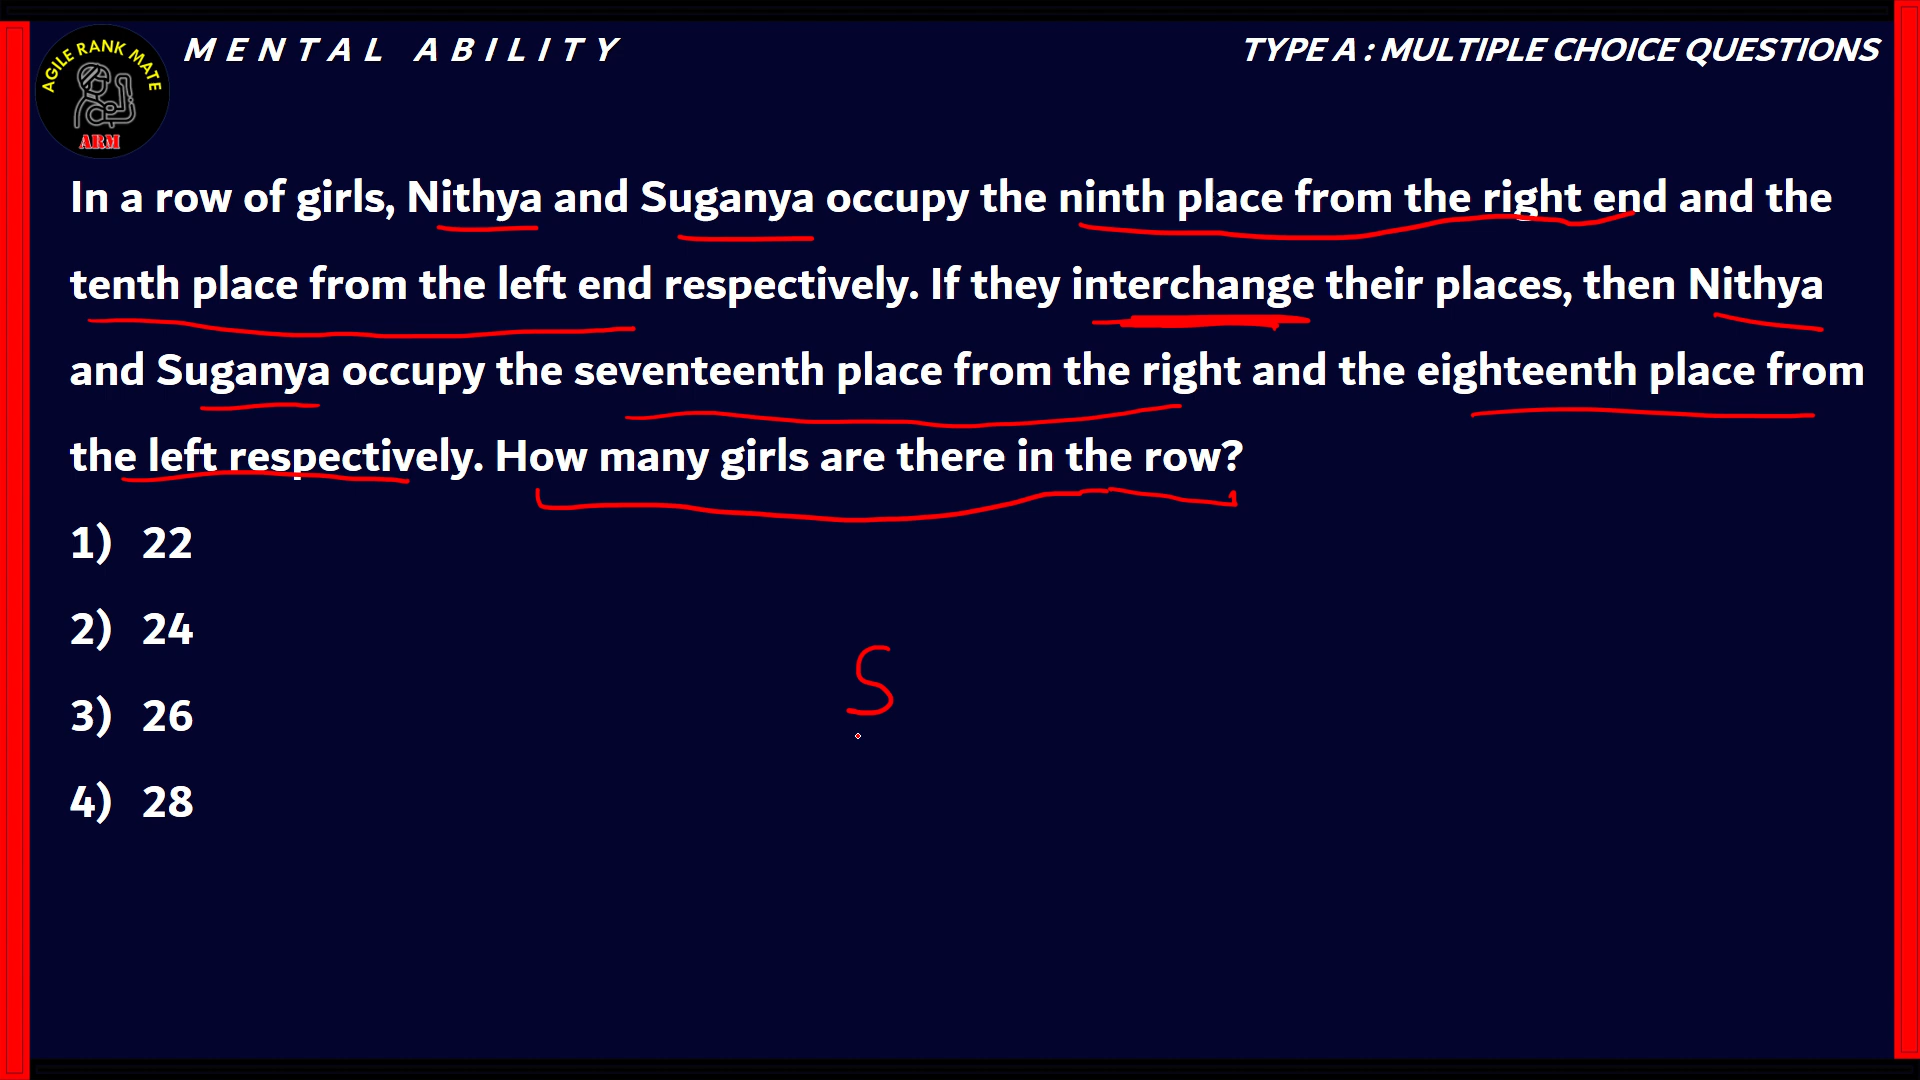 AGILE RANK MATE
ARM
MENTAL ABILITY
TYPE A : MULTIPLE CHOICE QUESTIONS
In a row of girls, Nithya and Suganya occupy the ninth place from the right end and the
tenth place from the left end respectively. If they interchange their places, then Nithya
and Suganya occupy the seventeenth place from the right and the eighteenth place from
the left respectively. How many girls are there in the row?
1) 22
2) 24
3) 26
4) 28
S